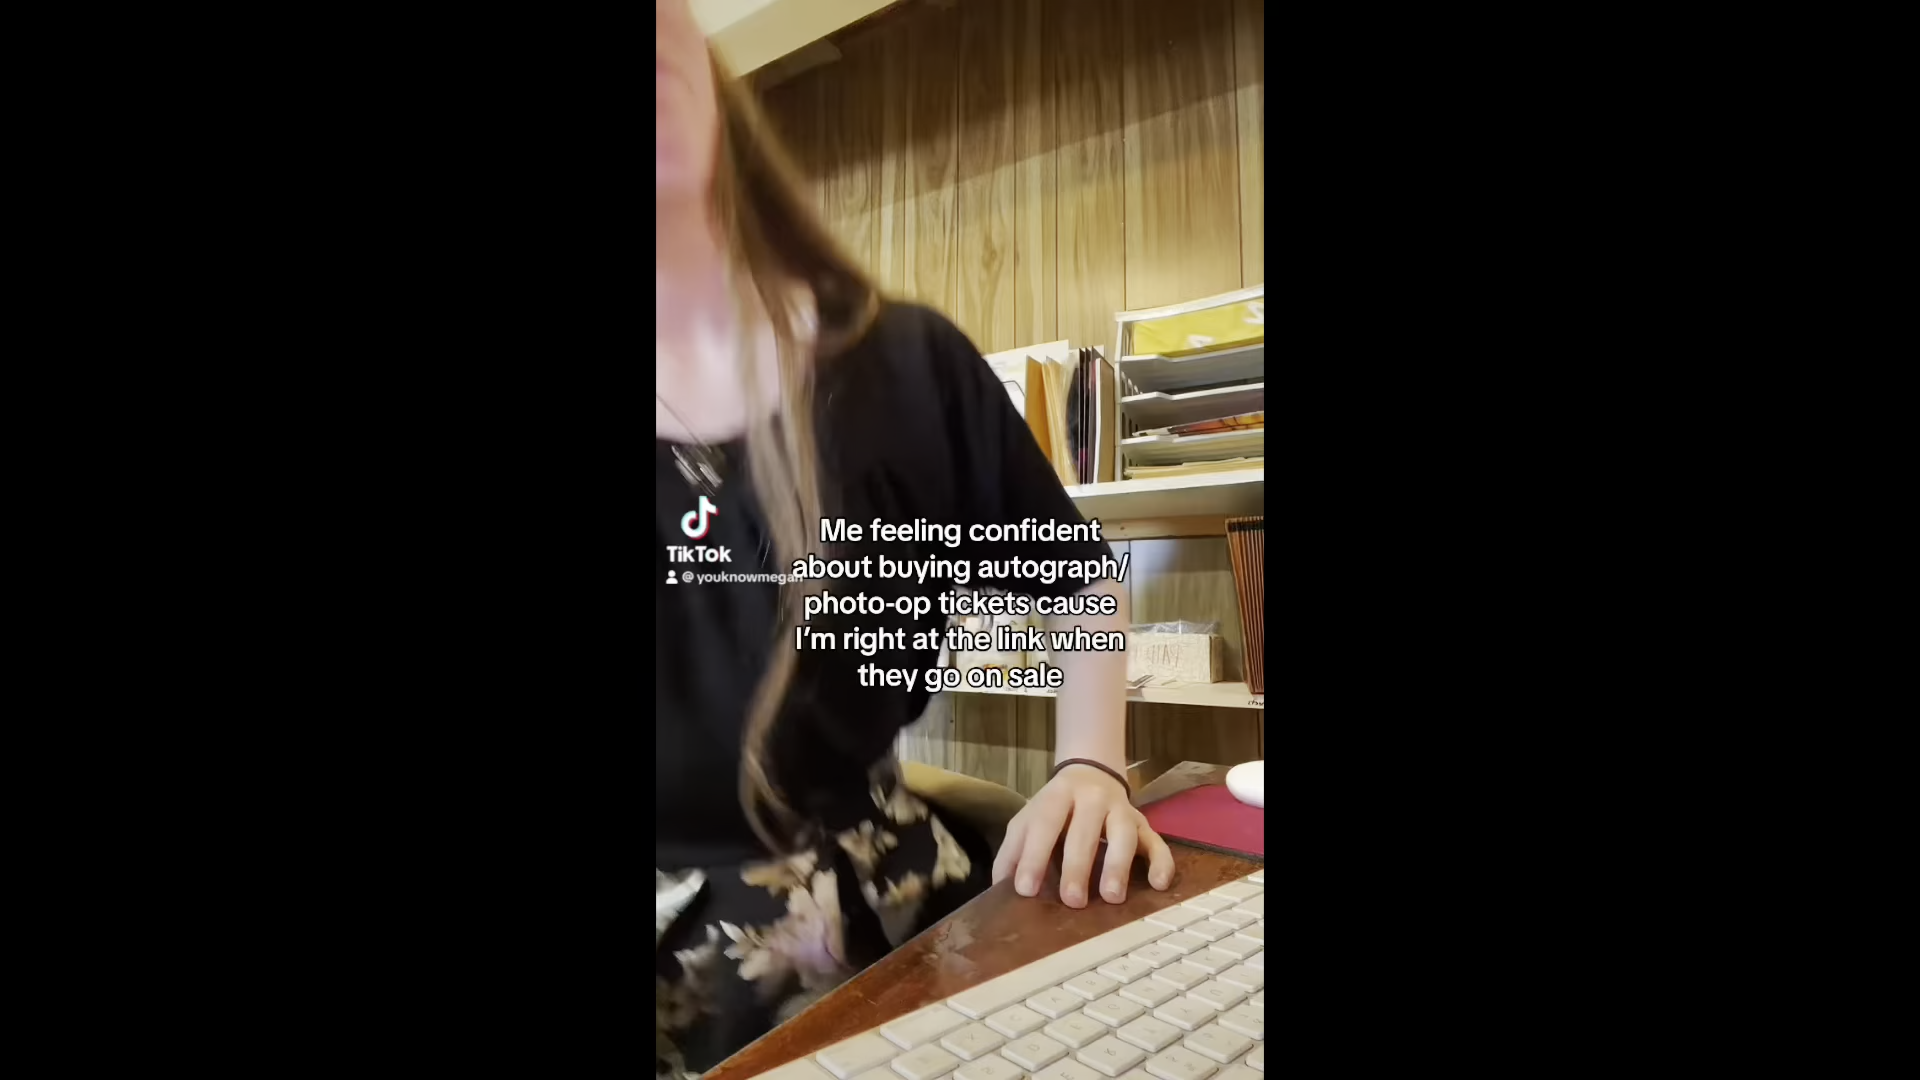 Me feeling confident
about buying autograph/
photo-op tickets cause
I'm right at the link when
they go on sale
TikTok
@youknowmegan